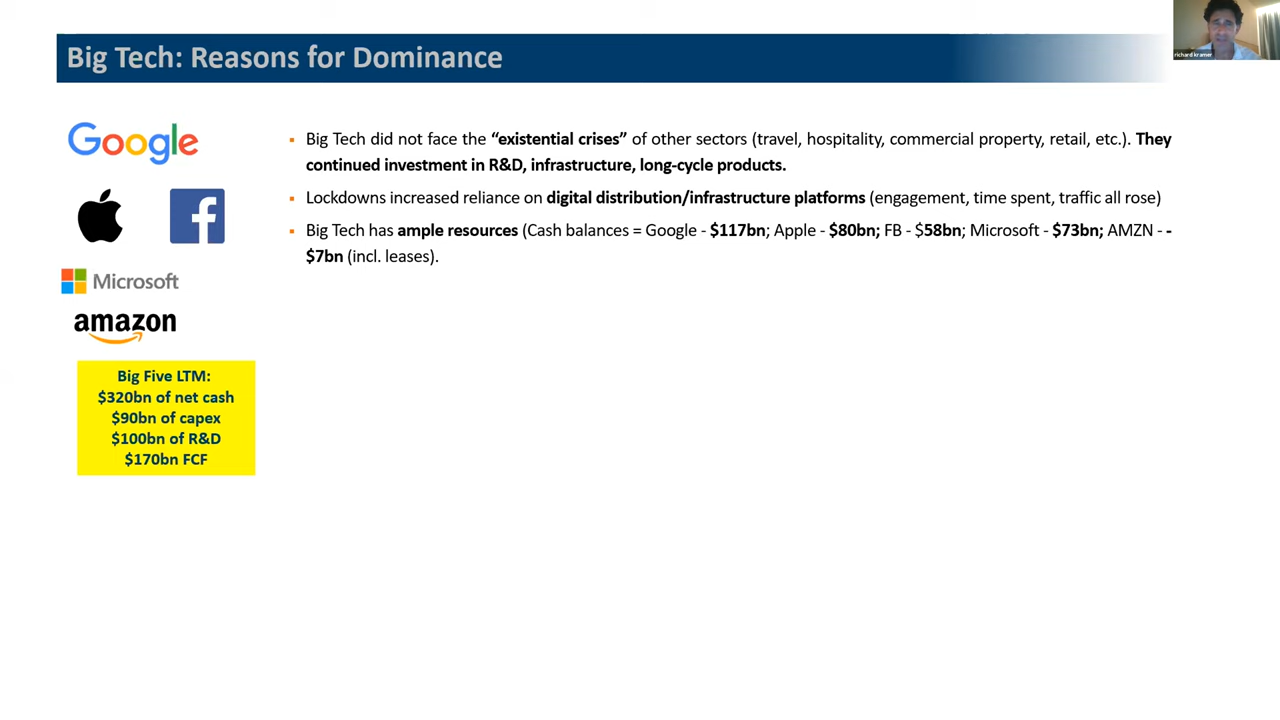 Big Tech: Reasons for Dominance
richard kramer
Google
Microsoft
amazon
Big Five LTM:
$320bn of net cash
$90bn of capex
$100bn of R&D
$170bn FCF
▪ Big Tech did not face the “existential crises” of other sectors (travel, hospitality, commercial property, retail, etc.). They
continued investment in R&D, infrastructure, long-cycle products.
▪ Lockdowns increased reliance on digital distribution/infrastructure platforms (engagement, time spent, traffic all rose)
▪ Big Tech has ample resources (Cash balances = Google - $117bn; Apple - $80bn; FB - $58bn; Microsoft - $73bn; AMZN - -
$7bn (incl. leases).